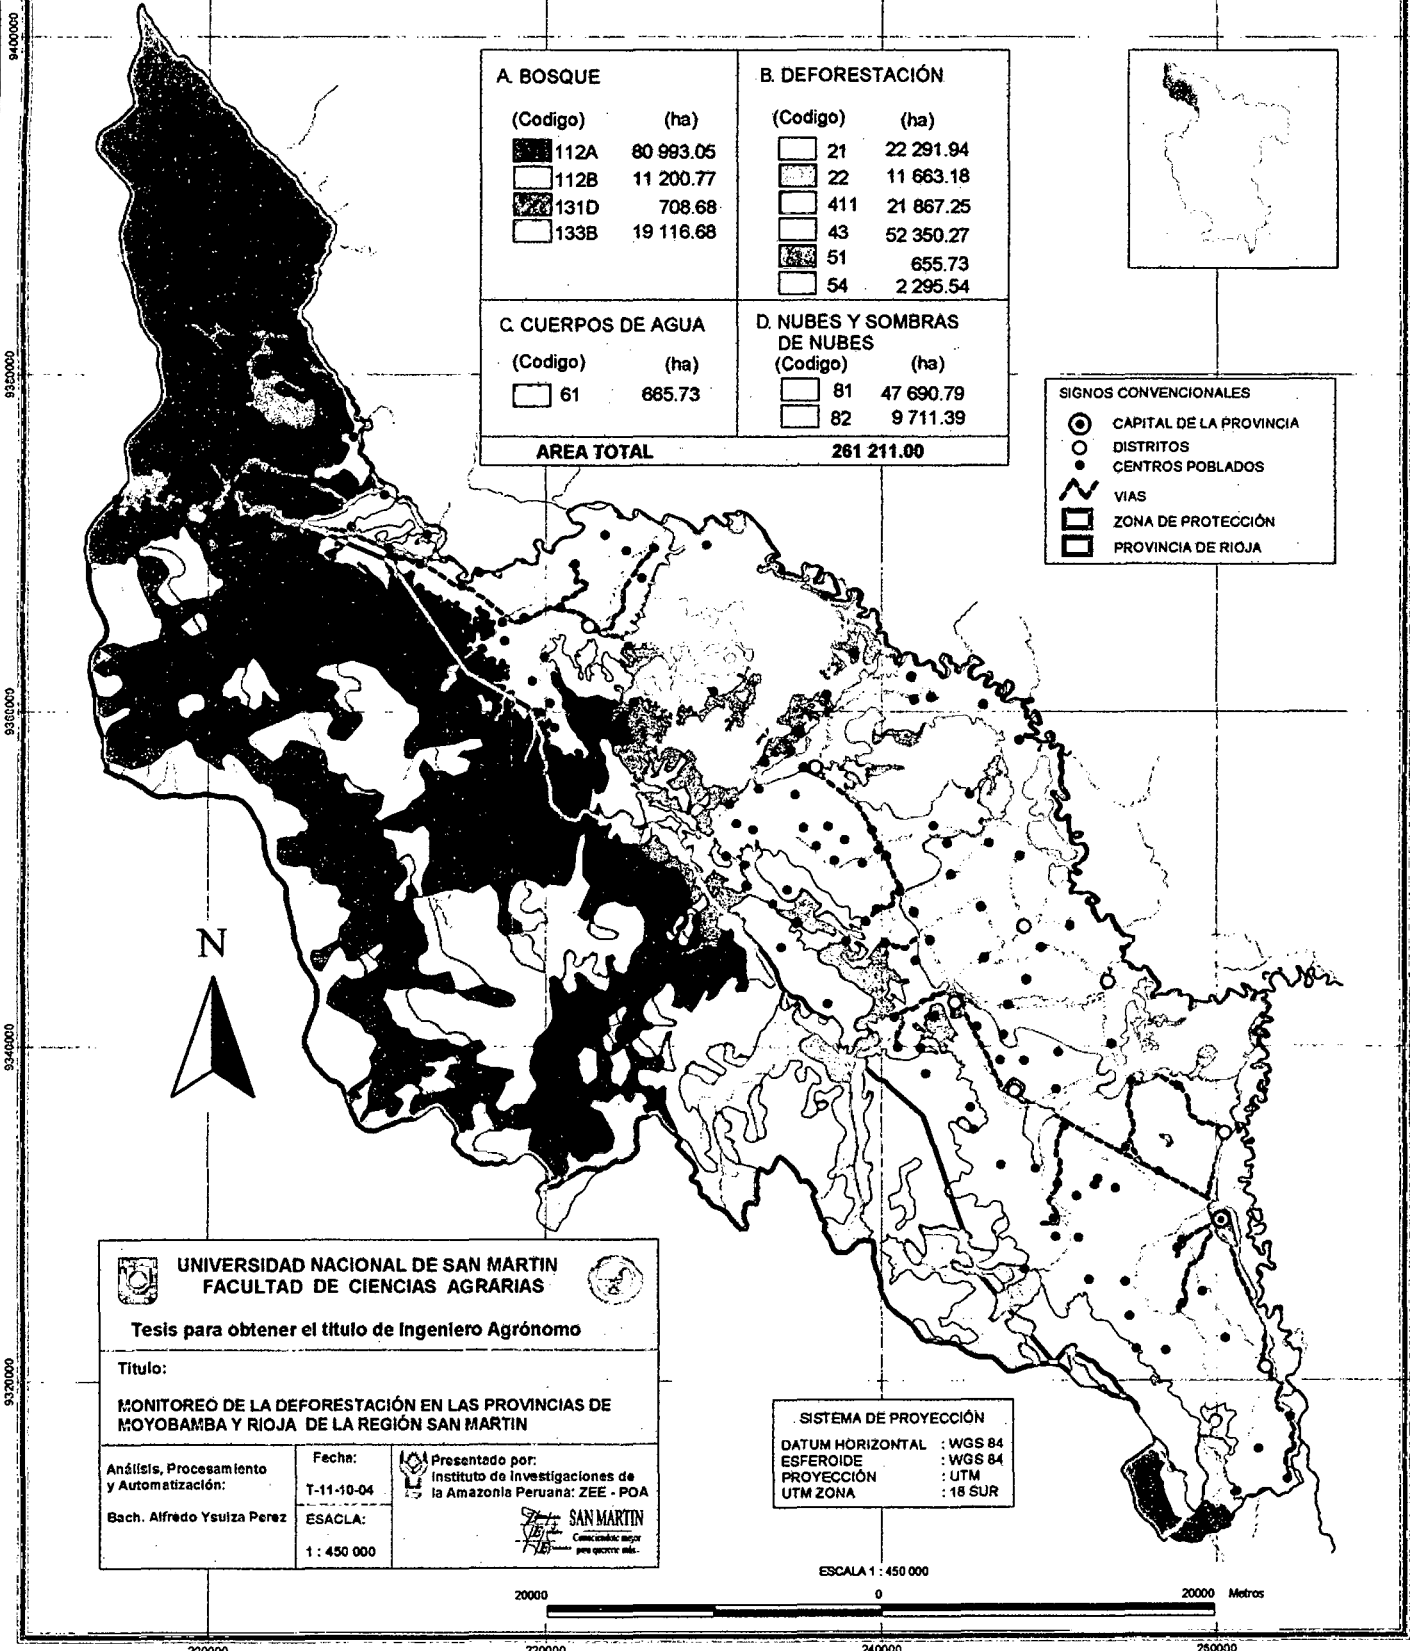 9400000
A. BOSQUE
(Codigo) (ha)
112A 80 993.05
112B 11 200.77
131D 708.68
133B 19 116.68
B. DEFORESTACIÓN
(Codigo) (ha)
21 22 291.94
22 11 663.18
411 21 867.25
43 52 350.27
51 655.73
54 2 295.54
C. CUERPOS DE AGUA
(Codigo) (ha)
61 665.73
D. NUBES Y SOMBRAS
DE NUBES
(Codigo) (ha)
81 47 690.79
82 9 711.39
AREA TOTAL 261 211.00
9380000
SIGNOS CONVENCIONALES
CAPITAL DE LA PROVINCIA
DISTRITOS
CENTROS POBLADOS
VIAS
ZONA DE PROTECCIÓN
PROVINCIA DE RIOJA
9360000
N
9340000
UNIVERSIDAD NACIONAL DE SAN MARTIN
FACULTAD DE CIENCIAS AGRARIAS
Tesis para obtener el titulo de Ingeniero Agrónomo
Titulo:
MONITOREO DE LA DEFORESTACIÓN EN LAS PROVINCIAS DE
MOYOBAMBA Y RIOJA DE LA REGIÓN SAN MARTIN
Análisis, Procesamiento
y Automatización:
Bach. Alfredo Ysuiza Perez
Fecha:
T-11-10-04
ESACLA:
1 : 450 000
Presentado por:
Instituto de Investigaciones de
la Amazonia Peruana: ZEE - POA
SAN MARTIN
Conociendote mejor
para quererte más.
9320000
SISTEMA DE PROYECCIÓN
DATUM HORIZONTAL : WGS 84
ESFEROIDE : WGS 84
PROYECCIÓN : UTM
UTM ZONA : 18 SUR
ESCALA 1 : 450 000
20000 0 20000 Metros
200000 220000 240000 260000